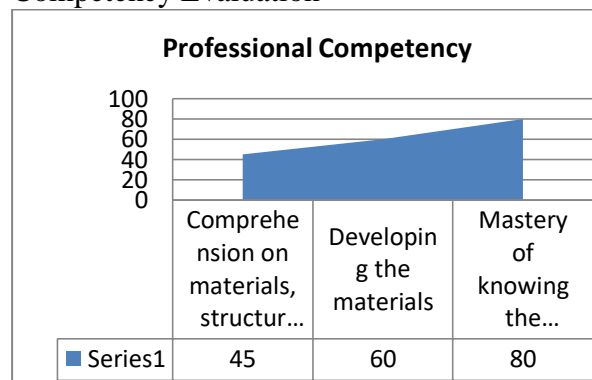 Competency Evaluation
Professional Competency
100
80
60
40
20
0
Comprehe
nsion on
materials,
structur...
Developin
g the
materials
Mastery
of
knowing
the...
Series1 45 60 80